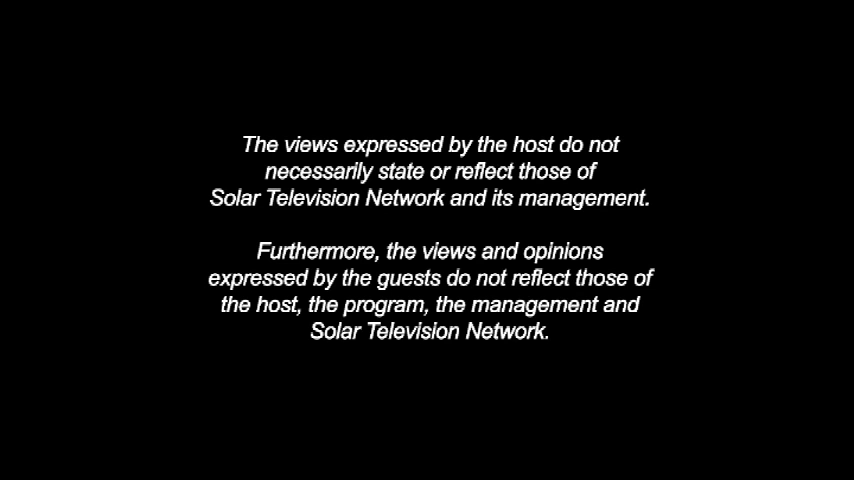 The views expressed by the host do not
necessarily state or reflect those of
Solar Television Network and its management.
Furthermore, the views and opinions
expressed by the guests do not reflect those of
the host, the program, the management and
Solar Television Network.